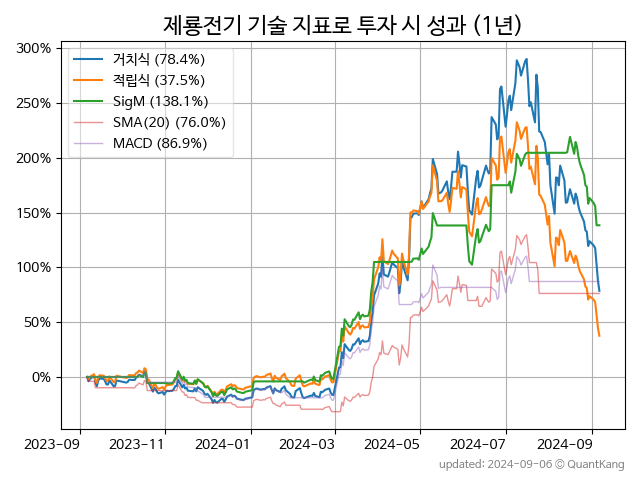 제룡전기 기술 지표로 투자 시 성과 (1년)
300%
250%
200%
150%
100%
50%
0%
거치식 (78.4%)
적립식 (37.5%)
SigM (138.1%)
SMA(20) (76.0%)
MACD (86.9%)
2023-09 2023-11 2024-01 2024-03 2024-05 2024-07 2024-09
updated: 2024-09-06 © QuantKang